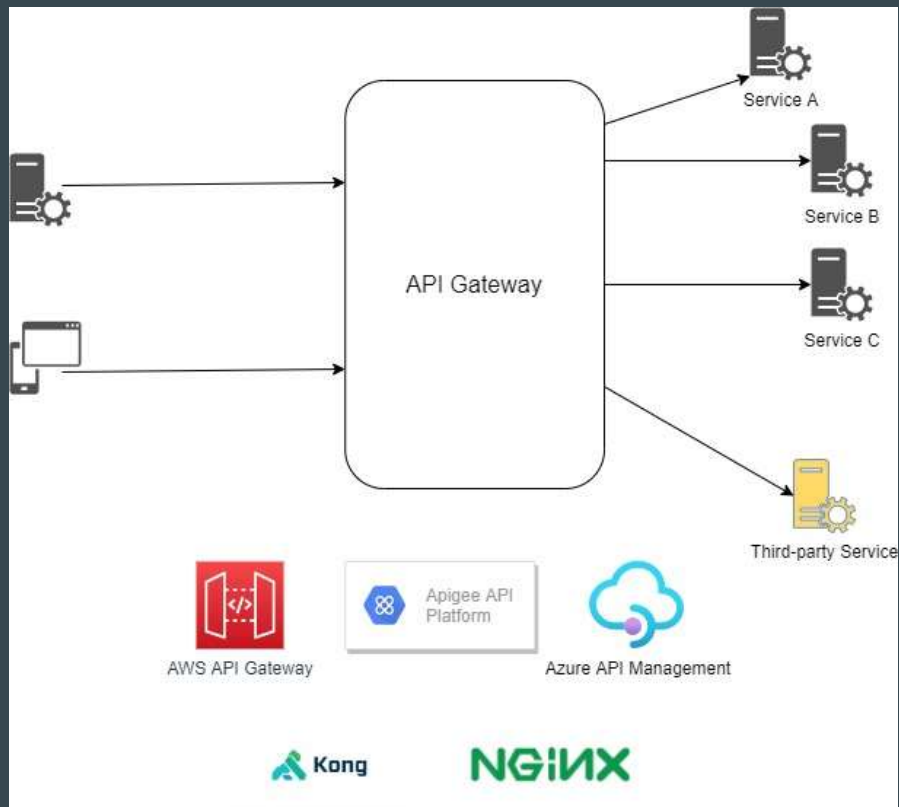 Service A
Service B
API Gateway
Service C
Third-party Service
Apigee API
Platform
AWS API Gateway
Azure API Management
Kong
NGINX